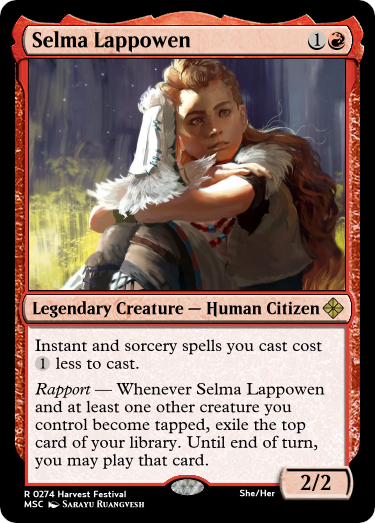 Selma Lappowen 1
Legendary Creature — Human Citizen
Instant and sorcery spells you cast cost
1 less to cast.
Rapport — Whenever Selma Lappowen
and at least one other creature you
control become tapped, exile the top
card of your library. Until end of turn,
you may play that card.
2/2
R 0274 Harvest Festival
She/Her
MSC Sarayu Ruangvesh